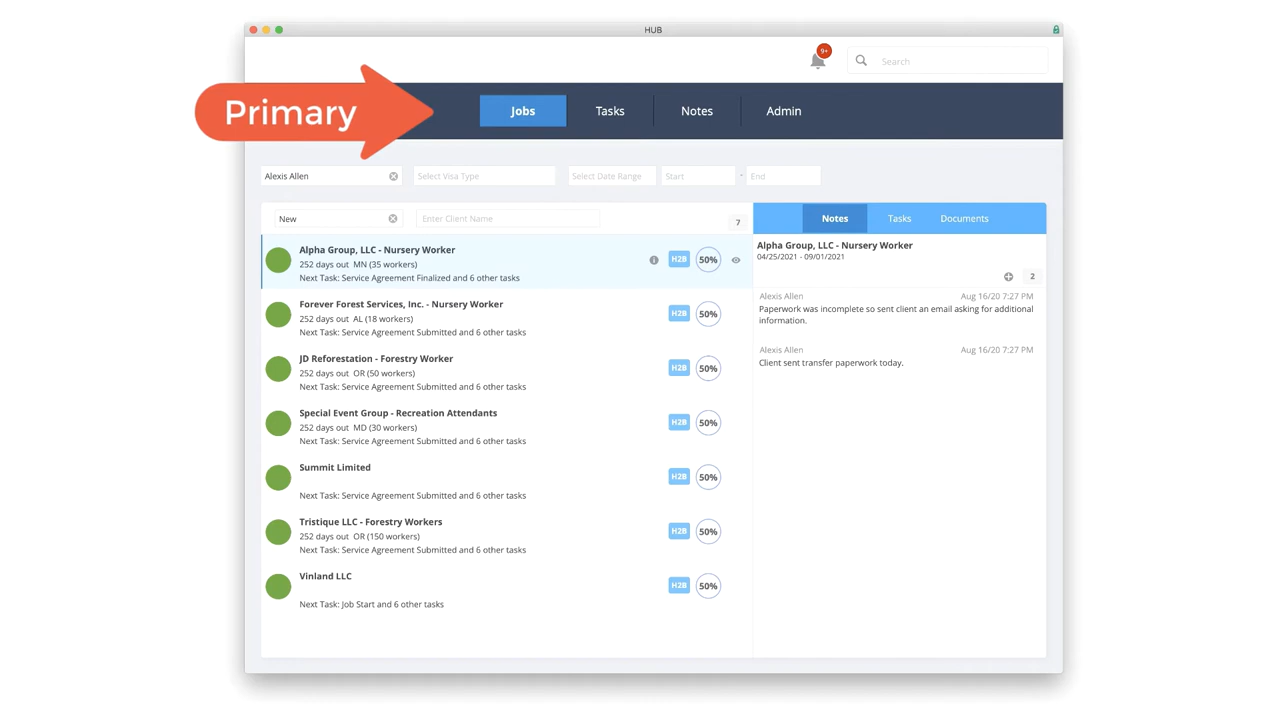 HUB
9+
Search
Primary
Jobs Tasks Notes Admin
Alexis Allen Select Visa Type Select Date Range Start - End
New Enter Client Name 7
Alpha Group, LLC - Nursery Worker
252 days out MN (35 workers) H2B 50%
Next Task: Service Agreement Finalized and 6 other tasks
Forever Forest Services, Inc. - Nursery Worker
252 days out AL (18 workers) H2B 50%
Next Task: Service Agreement Submitted and 6 other tasks
JD Reforestation - Forestry Worker
252 days out OR (50 workers) H2B 50%
Next Task: Service Agreement Submitted and 6 other tasks
Special Event Group - Recreation Attendants
252 days out MD (30 workers) H2B 50%
Next Task: Service Agreement Submitted and 6 other tasks
Summit Limited
H2B 50%
Next Task: Service Agreement Submitted and 6 other tasks
Tristique LLC - Forestry Workers
252 days out OR (150 workers) H2B 50%
Next Task: Service Agreement Submitted and 6 other tasks
Vinland LLC
H2B 50%
Next Task: Job Start and 6 other tasks
Notes Tasks Documents
Alpha Group, LLC - Nursery Worker
04/25/2021 - 09/01/2021
2
Alexis Allen Aug 16/20 7:27 PM
Paperwork was incomplete so sent client an email asking for additional
information.
Alexis Allen Aug 16/20 7:27 PM
Client sent transfer paperwork today.